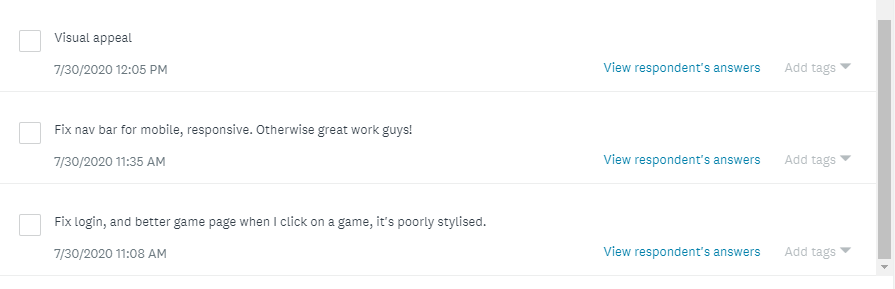 Visual appeal
7/30/2020 12:05 PM
View respondent's answers
Add tags
Fix nav bar for mobile, responsive. Otherwise great work guys!
7/30/2020 11:35 AM
View respondent's answers
Add tags
Fix login, and better game page when I click on a game, it's poorly stylised.
7/30/2020 11:08 AM
View respondent's answers
Add tags